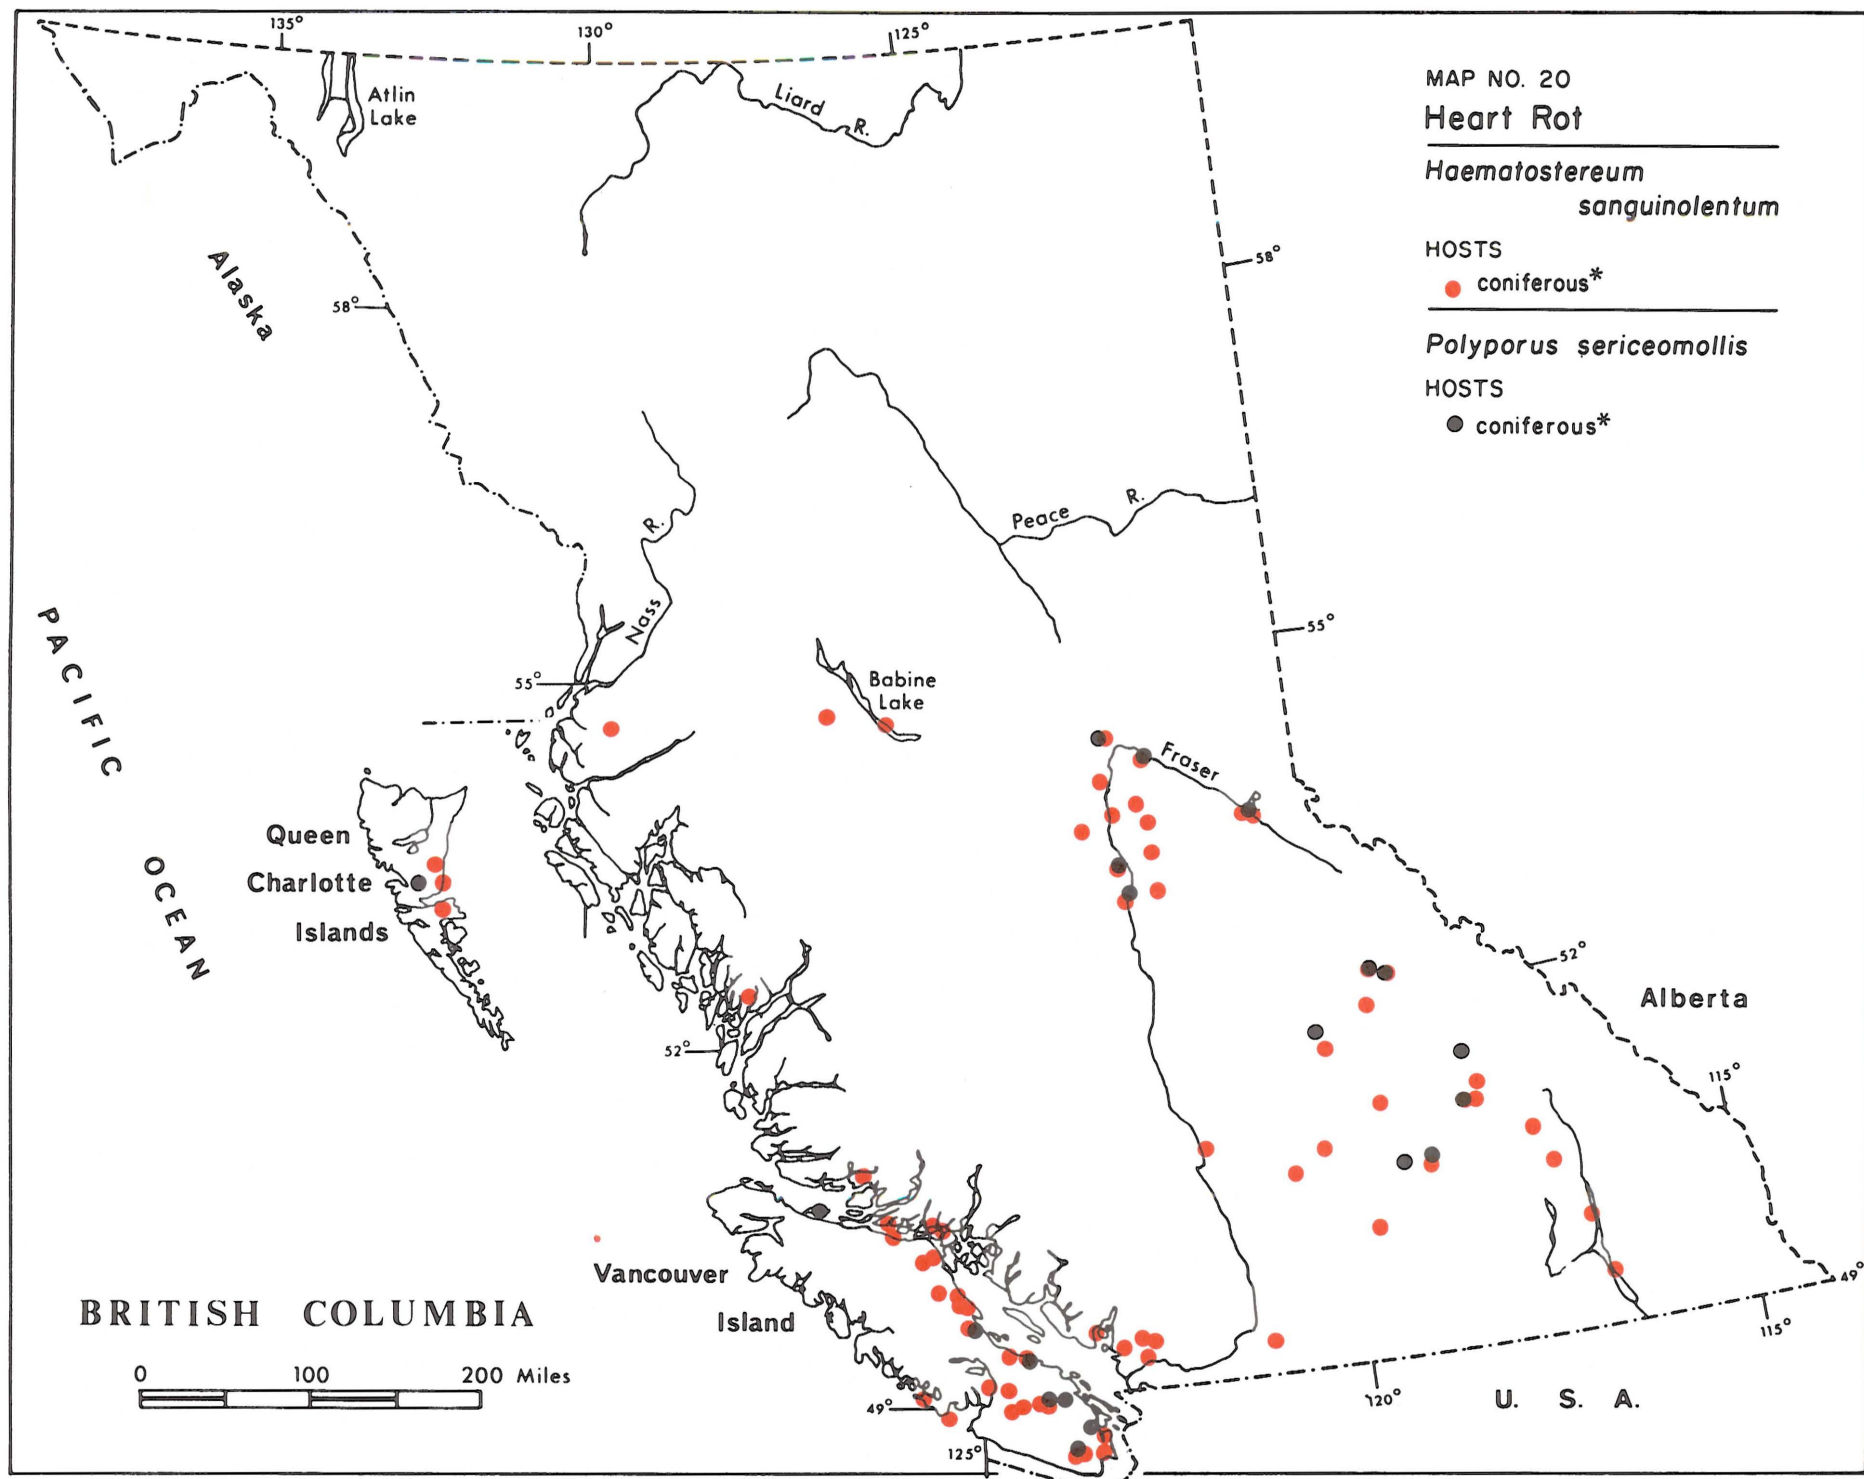 135°
130°
125°
Atlin
Lake
Liard
R.
MAP NO. 20
Heart Rot
Haematostereum
sanguinolentum
HOSTS
coniferous*
Polyporus sericeomollis
HOSTS
coniferous*
Alaska
58°
58°
Peace
R.
R.
Nass
55°
55°
Babine
Lake
PACIFIC
OCEAN
Fraser
R
Queen
Charlotte
Islands
52°
52°
Alberta
115°
Vancouver
Island
BRITISH COLUMBIA
0 100 200 Miles
49°
49°
125°
120°
115°
U. S. A.